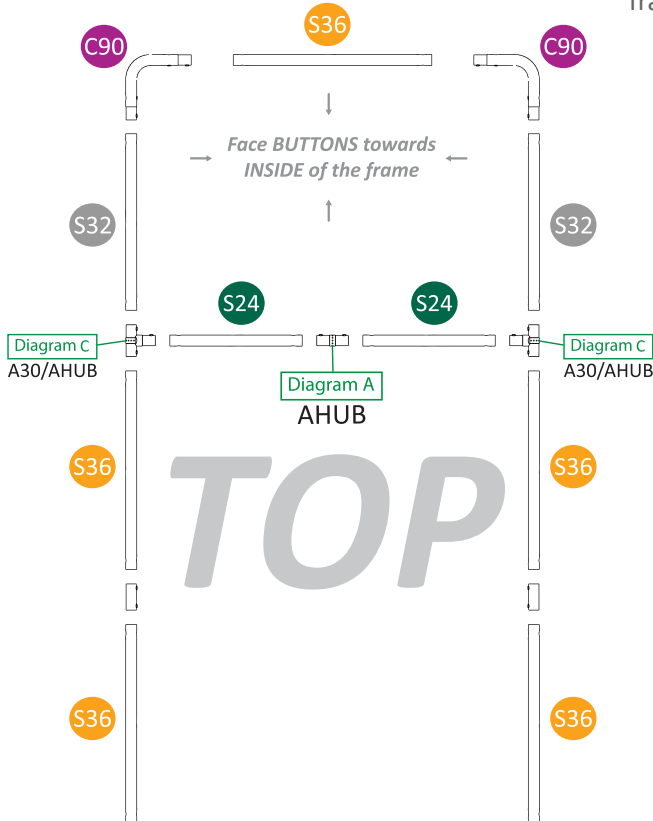 S36
C90
C90
Face BUTTONS towards
INSIDE of the frame
S32
S32
S24
S24
Diagram C
A30/AHUB
Diagram A
AHUB
Diagram C
A30/AHUB
S36
S36
TOP
S36
S36